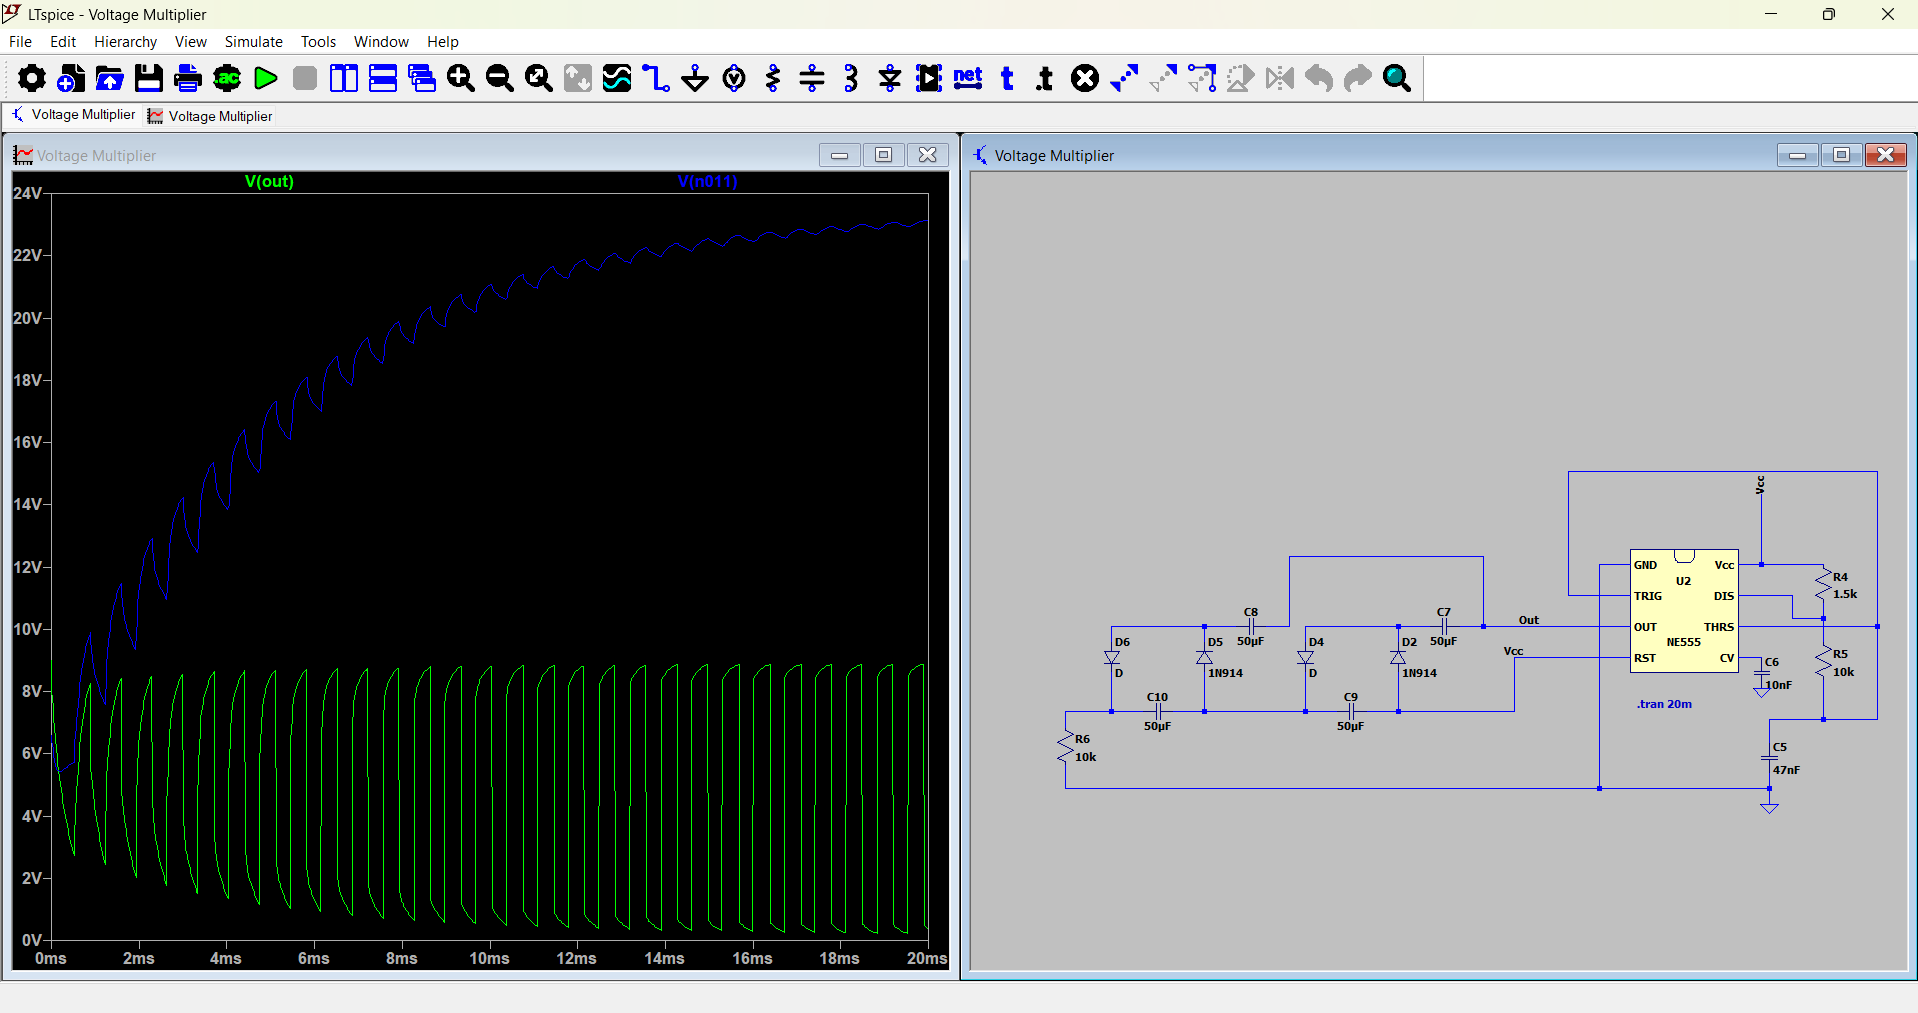 LTspice - Voltage Multiplier
File Edit Hierarchy View Simulate Tools Window Help
.ac
net
t
.t
Voltage Multiplier
Voltage Multiplier
Voltage Multiplier
V(out)
V(n011)
24V
22V
20V
18V
16V
14V
12V
10V
8V
6V
4V
2V
0V
0ms 2ms 4ms 6ms 8ms 10ms 12ms 14ms 16ms 18ms 20ms
Voltage Multiplier
Vcc
GND
Vcc
U2
TRIG
DIS
OUT
THRS
NE555
RST
CV
R4
1.5k
R5
10k
C6
10nF
C5
47nF
.tran 20m
Out
Vcc
C8
50µF
C7
50µF
D6
D
D5
1N914
D4
D
D2
1N914
C10
50µF
C9
50µF
R6
10k